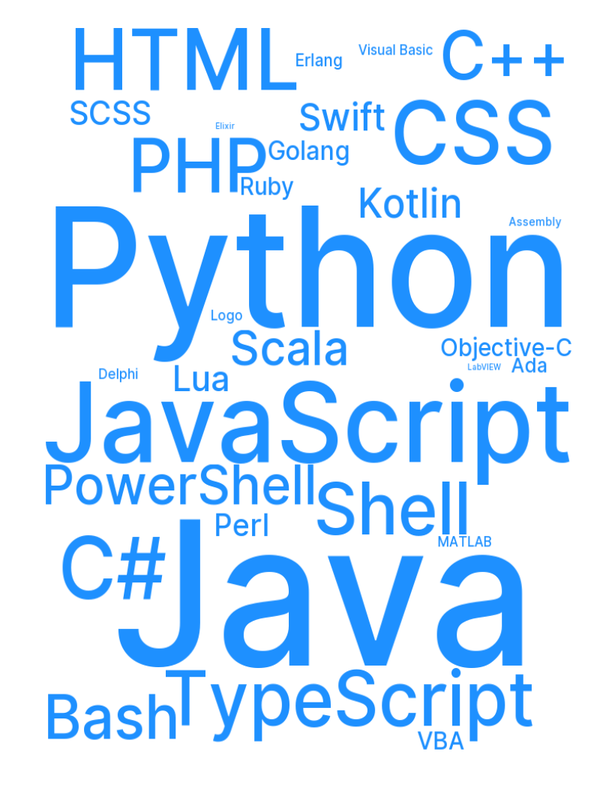 HTML
Erlang
Visual Basic
C++
SCSS
Elixir
Swift
CSS
PHP
Golang
Ruby
Kotlin
Assembly
Python
Logo
Scala
Objective-C
LabVIEW
Ada
Delphi
Lua
JavaScript
PowerShell
Shell
Perl
MATLAB
C#
Java
TypeScript
Bash
VBA